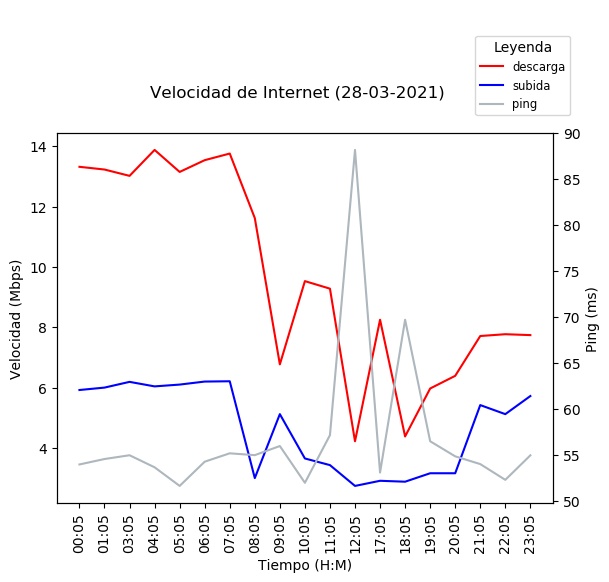 Leyenda
descarga
subida
ping
Velocidad de Internet (28-03-2021)
Velocidad (Mbps)
14
12
10
8
6
4
90
85
80
75
70
65
60
55
50
Ping (ms)
00:05 01:05 03:05 04:05 05:05 06:05 07:05 08:05 09:05 10:05 11:05 12:05 17:05 18:05 19:05 20:05 21:05 22:05 23:05
Tiempo (H:M)